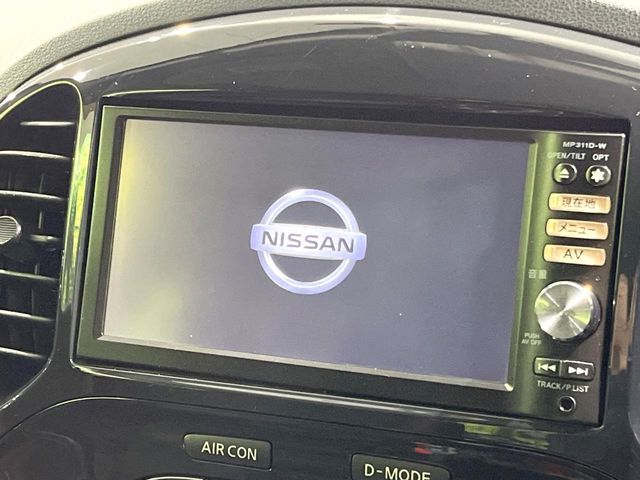 MP311D-W
OPEN/TILT OPT
現在地
メニュー
AV
音量
NISSAN
PUSH
AV OFF
TRACK/P.LIST
AIR CON
D-MODE